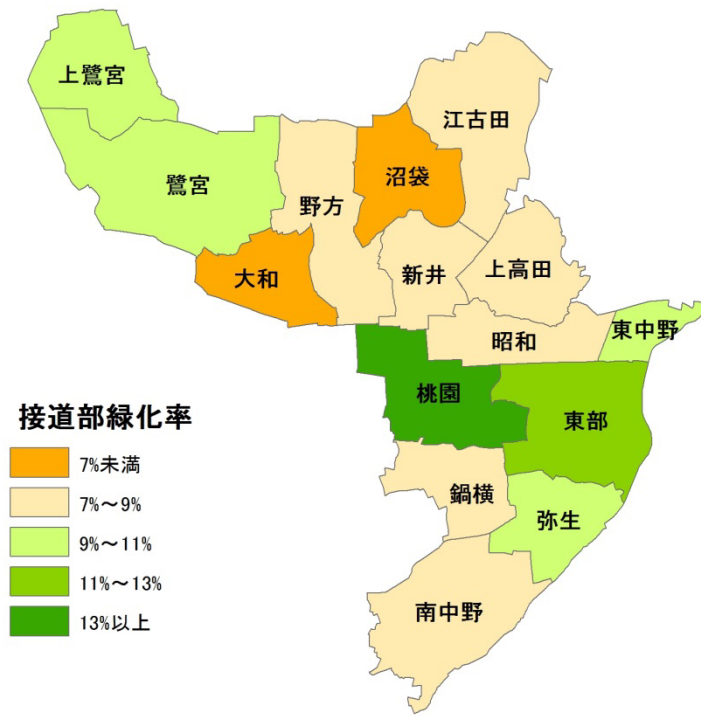 上鷺宮
江古田
沼袋
鷺宮
野方
大和
新井
上高田
東中野
昭和
桃園
東部
鍋横
弥生
南中野
接道部緑化率
7%未満
7%～9%
9%～11%
11%～13%
13%以上